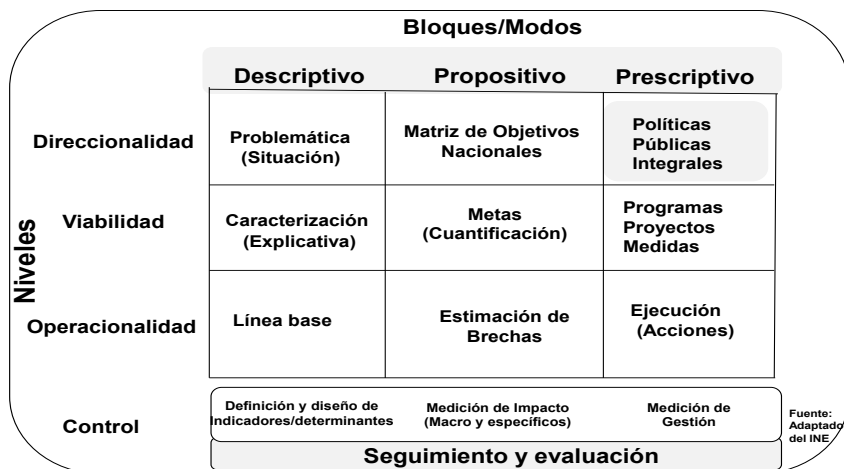 Bloques/Modos
Descriptivo Propositivo Prescriptivo
Niveles
Direccionalidad
Problemática
(Situación)
Matriz de Objetivos
Nacionales
Políticas
Públicas
Integrales
Viabilidad
Caracterización
(Explicativa)
Metas
(Cuantificación)
Programas
Proyectos
Medidas
Operacionalidad
Línea base
Estimación de
Brechas
Ejecución
(Acciones)
Control
Definición y diseño de
Indicadores/determinantes
Medición de Impacto
(Macro y específicos)
Medición de
Gestión
Fuente:
Adaptado
del INE
Seguimiento y evaluación